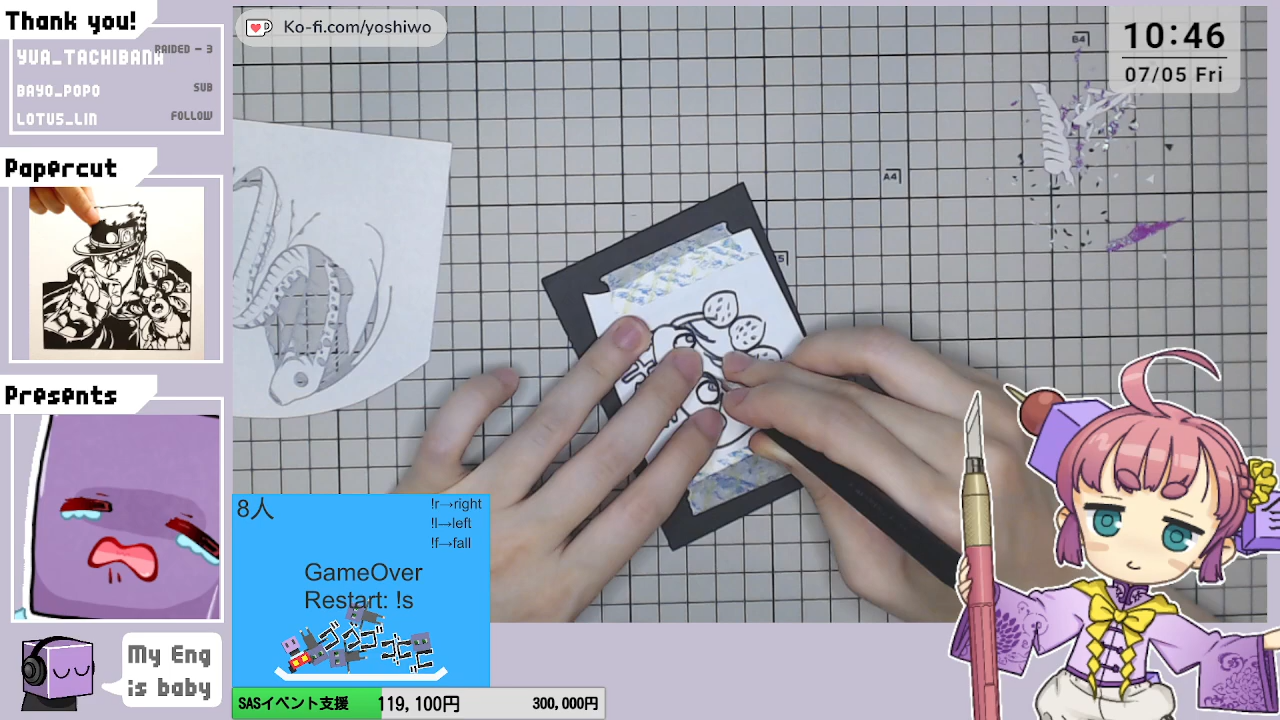 Thank you!
YUA_TACHIBANA RAIDED - 3
BAYO_POPO SUB
LOTU5_LIN FOLLOW
Papercut
Presents
My Eng
is baby
Ko-fi.com/yoshiwo
10:46
07/05 Fri
B4
A4
8人
!r→right
!l→left
!f→fall
GameOver
Restart: !s
SASイベント支援 119,100円 300,000円